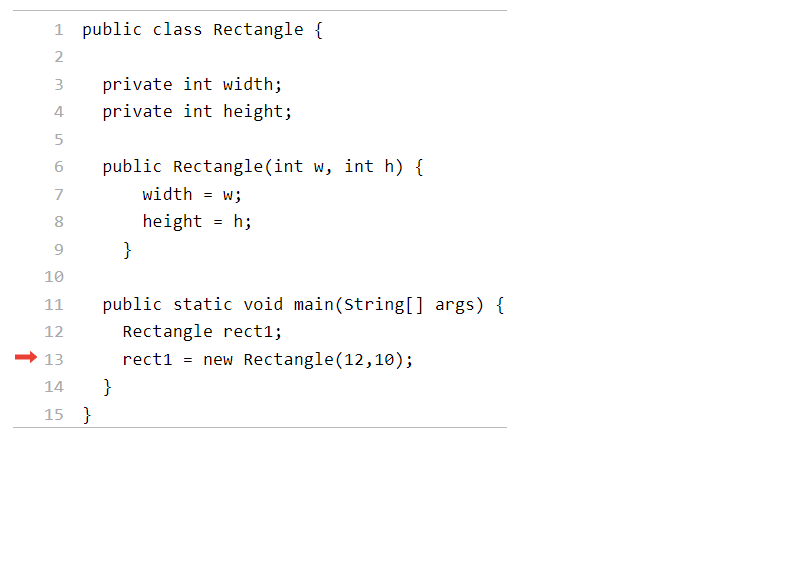 1 public class Rectangle {
2
3   private int width;
4   private int height;
5
6   public Rectangle(int w, int h) {
7       width = w;
8       height = h;
9     }
10
11   public static void main(String[] args) {
12     Rectangle rect1;
13     rect1 = new Rectangle(12,10);
14   }
15 }